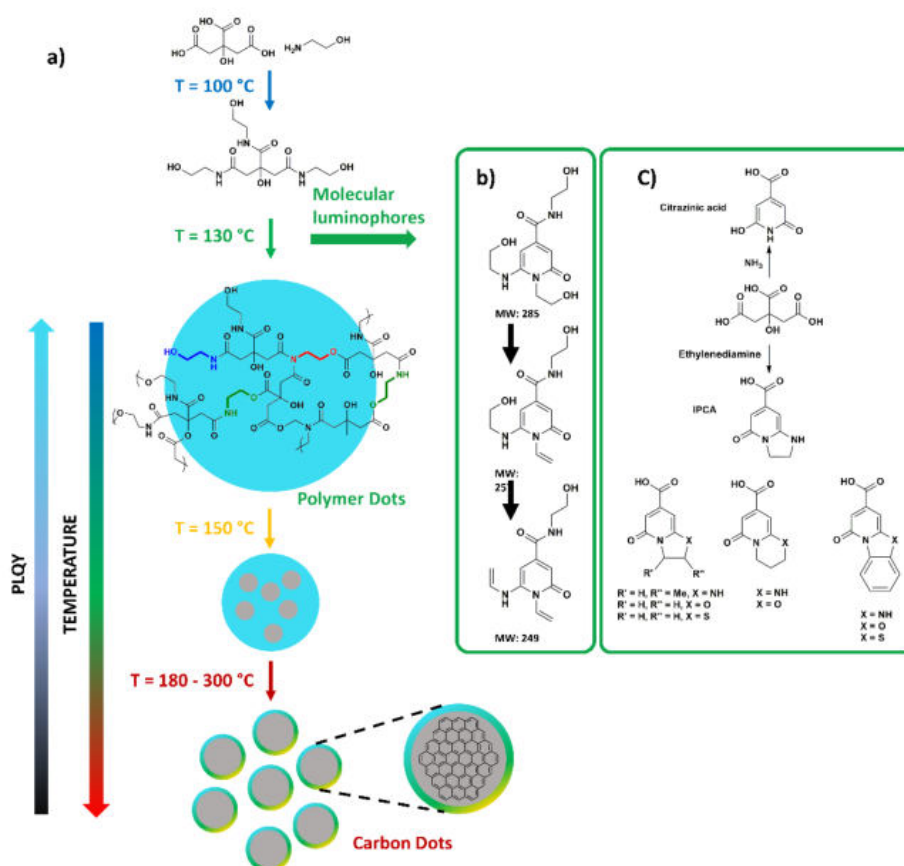 a)
T = 100 °C
Molecular
luminophores
T = 130 °C
Polymer Dots
T = 150 °C
T = 180 - 300 °C
Carbon Dots
PLQY
TEMPERATURE
b)
MW: 285
MW:
25
MW: 249
C)
Citrazinic acid
NH3
Ethylenediamine
IPCA
R' = H, R'' = Me, X = NH
R' = H, R'' = H, X = O
R' = H, R'' = H, X = S
X = NH
X = O
X = NH
X = O
X = S